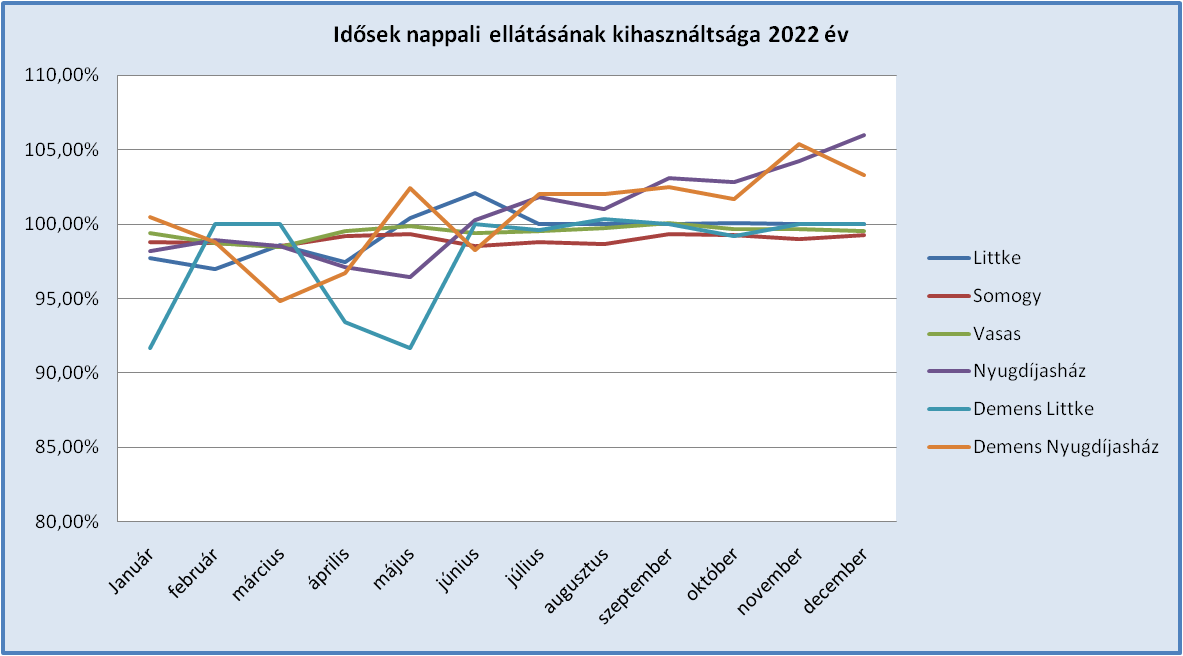 Idősek nappali ellátásának kihasználtsága 2022 év
110,00%
105,00%
100,00%
95,00%
90,00%
85,00%
80,00%
Január
február
március
április
május
június
július
augusztus
szeptember
október
november
december
Littke
Somogy
Vasas
Nyugdíjasház
Demens Littke
Demens Nyugdíjasház